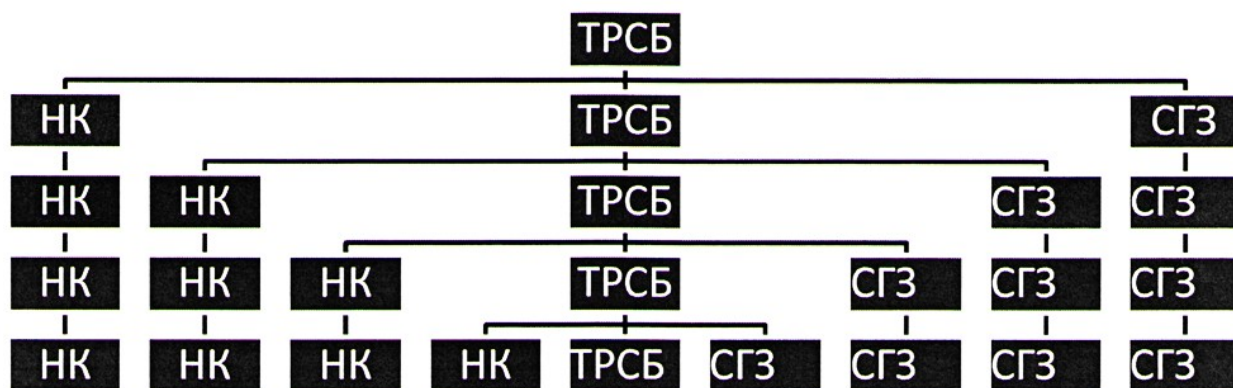 ТРСБ
НК ТРСБ СГЗ
НК НК ТРСБ СГЗ СГЗ
НК НК НК ТРСБ СГЗ СГЗ СГЗ
НК НК НК НК ТРСБ СГЗ СГЗ СГЗ СГЗ